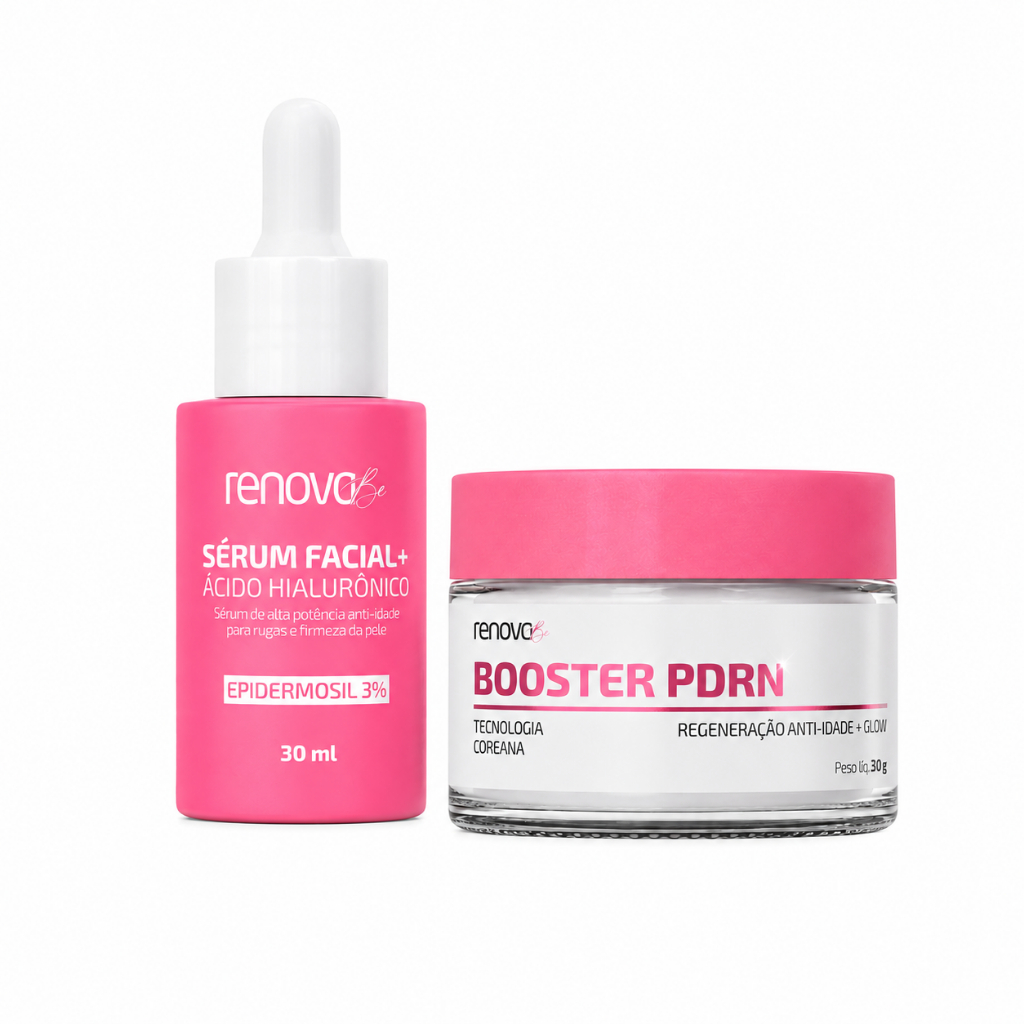 renova Be
SÉRUM FACIAL+
ÁCIDO HIALURÔNICO
Sérum de alta potência anti-idade
para rugas e firmeza da pele
EPIDERMOSIL 3%
30 ml
renova Be
BOOSTER PDRN
TECNOLOGIA
COREANA
REGENERAÇÃO ANTI-IDADE + GLOW
Peso líq. 30 g